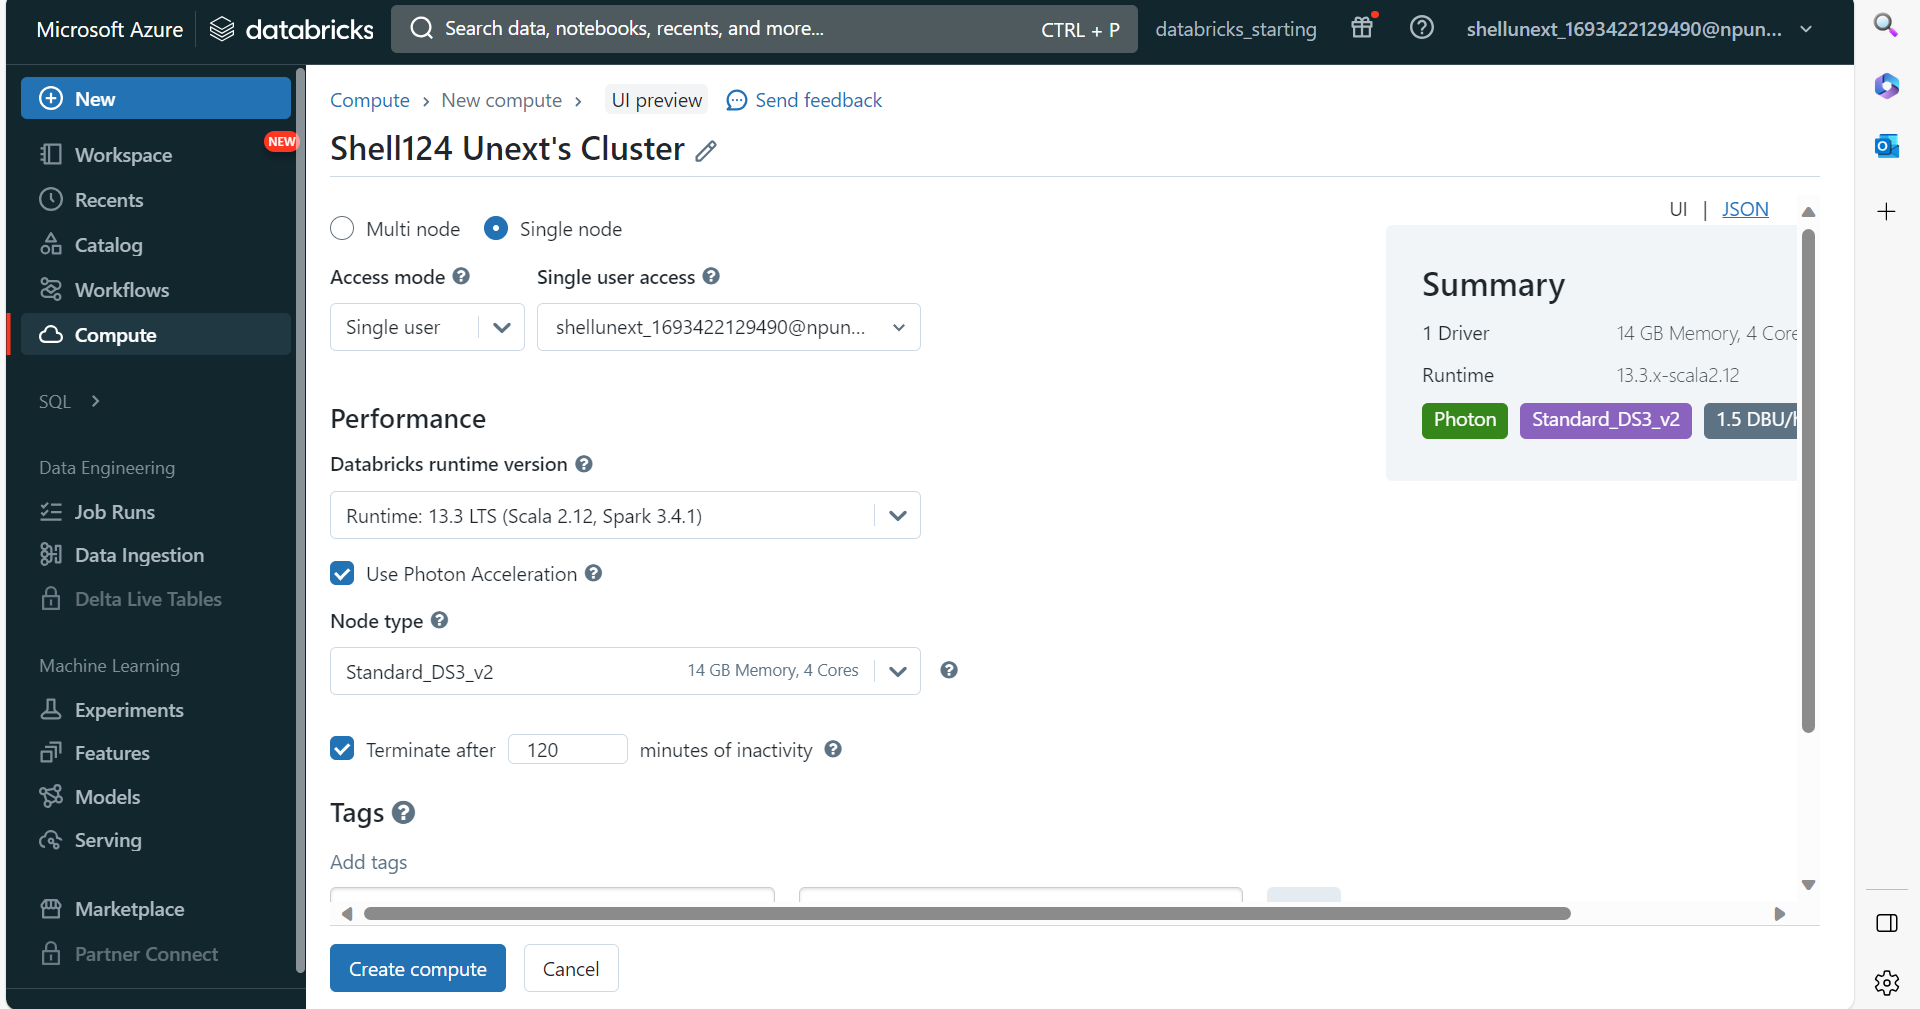 Microsoft Azure databricks Search data, notebooks, recents, and more... CTRL + P databricks_starting shellunext_1693422129490@npun...
New
Workspace NEW
Recents
Catalog
Workflows
Compute
SQL
Data Engineering
Job Runs
Data Ingestion
Delta Live Tables
Machine Learning
Experiments
Features
Models
Serving
Marketplace
Partner Connect
Compute › New compute › UI preview Send feedback
Shell124 Unext's Cluster
UI | JSON
Multi node Single node
Access mode Single user access
Single user shellunext_1693422129490@npun...
Performance
Databricks runtime version
Runtime: 13.3 LTS (Scala 2.12, Spark 3.4.1)
Use Photon Acceleration
Node type
Standard_DS3_v2 14 GB Memory, 4 Cores
Terminate after 120 minutes of inactivity
Tags
Add tags
Create compute Cancel
Summary
1 Driver 14 GB Memory, 4 Core
Runtime 13.3.x-scala2.12
Photon Standard_DS3_v2 1.5 DBU/h